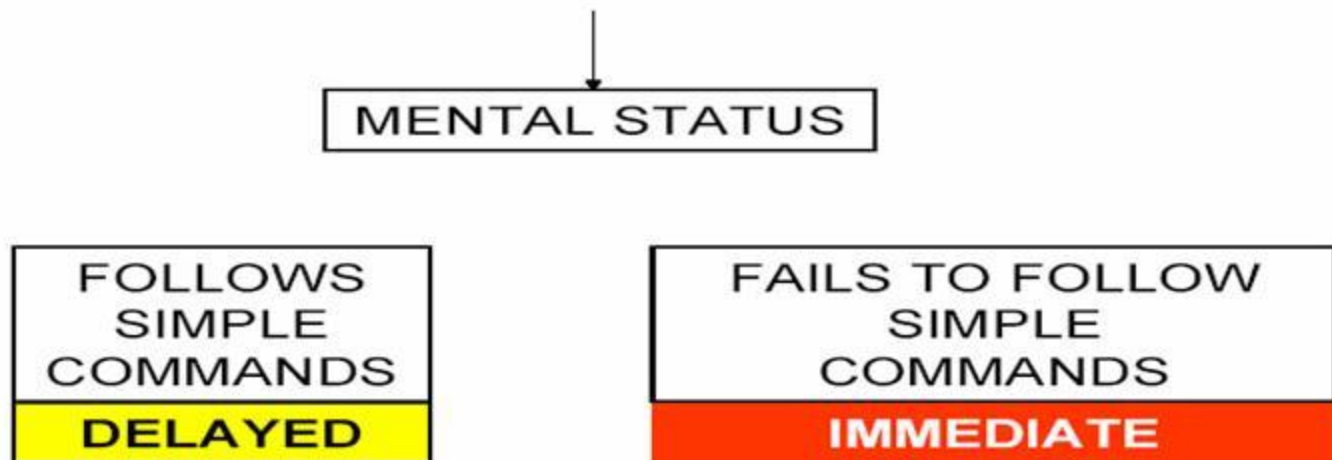 MENTAL STATUS
FOLLOWS
SIMPLE
COMMANDS
DELAYED
FAILS TO FOLLOW
SIMPLE
COMMANDS
IMMEDIATE